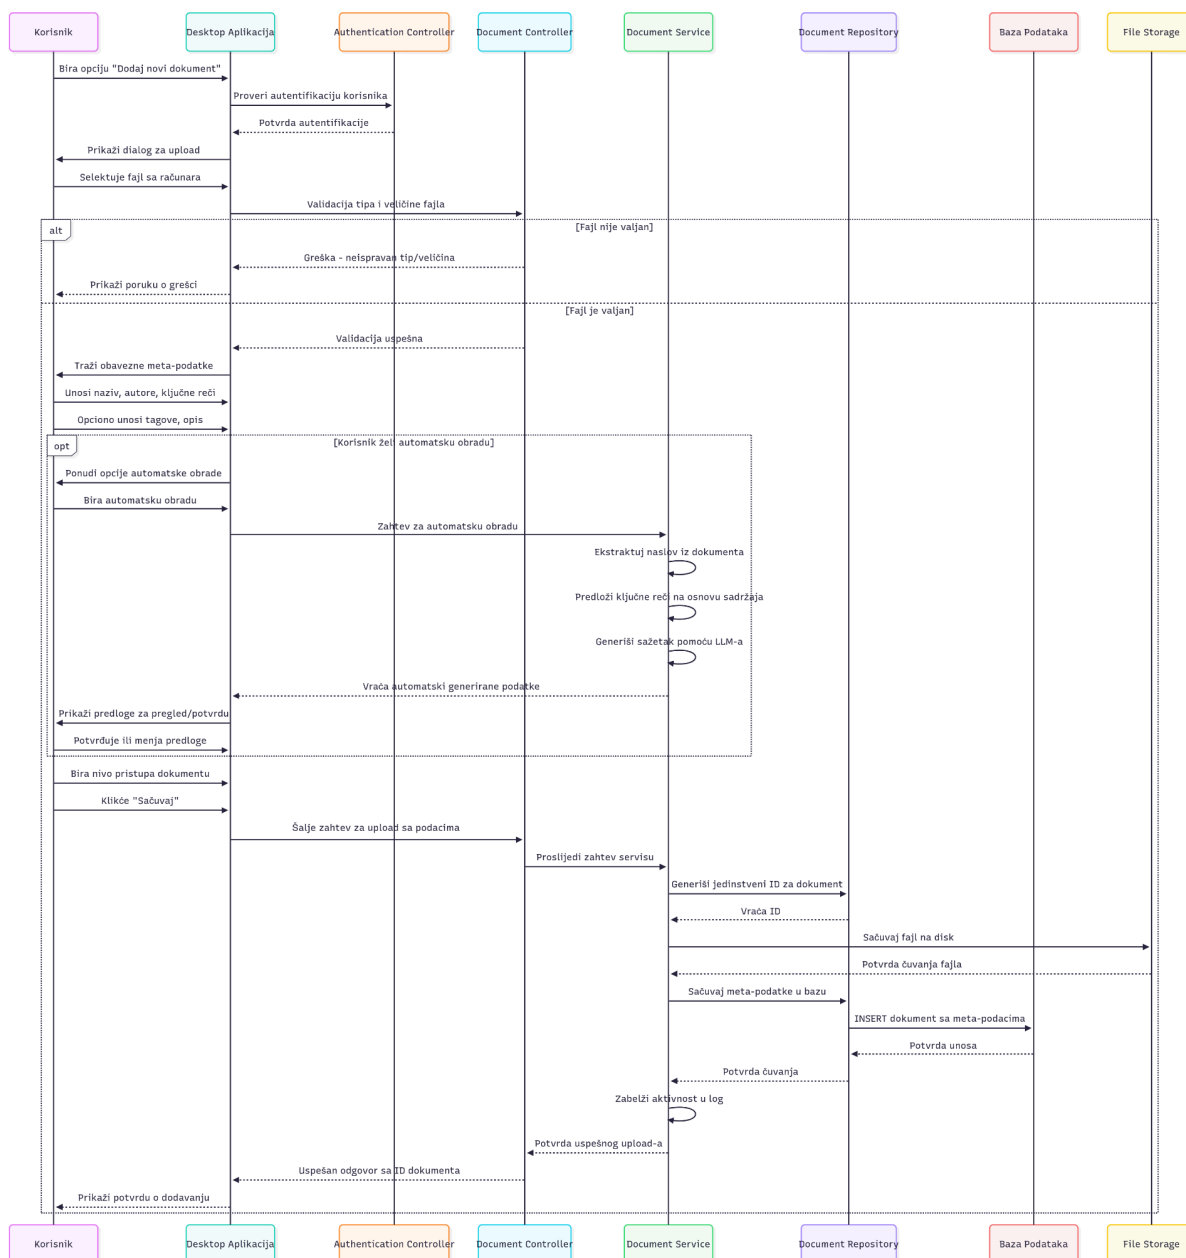 Korisnik
Desktop Aplikacija
Authentication Controller
Document Controller
Document Service
Document Repository
Baza Podataka
File Storage
Bira opciju "Dodaj novi dokument"
Proveri autentifikaciju korisnika
Potvrda autentifikacije
Prikaži dialog za upload
Selektuje fajl sa računara
Validacija tipa i veličine fajla
alt
[Fajl nije valjan]
Greška - neispravan tip/veličina
Prikaži poruku o grešci
[Fajl je valjan]
Validacija uspešna
Traži obavezne meta-podatke
Unosi naziv, autore, ključne reči
Opciono unosi tagove, opis
opt
[Korisnik želi automatsku obradu]
Ponudi opcije automatske obrade
Bira automatsku obradu
Zahtev za automatsku obradu
Ekstraktuj naslov iz dokumenta
Predloži ključne reči na osnovu sadržaja
Generiši sažetak pomoću LLM-a
Vraća automatski generirane podatke
Prikaži predloge za pregled/potvrdu
Potvrđuje ili menja predloge
Bira nivo pristupa dokumentu
Klikće "Sačuvaj"
Šalje zahtev za upload sa podacima
Proslijedi zahtev servisu
Generiši jedinstveni ID za dokument
Vraća ID
Sačuvaj fajl na disk
Potvrda čuvanja fajla
Sačuvaj meta-podatke u bazu
INSERT dokument sa meta-podacima
Potvrda unosa
Potvrda čuvanja
Zabelži aktivnost u log
Potvrda uspešnog upload-a
Uspešan odgovor sa ID dokumenta
Prikaži potvrdu o dodavanju
Korisnik
Desktop Aplikacija
Authentication Controller
Document Controller
Document Service
Document Repository
Baza Podataka
File Storage